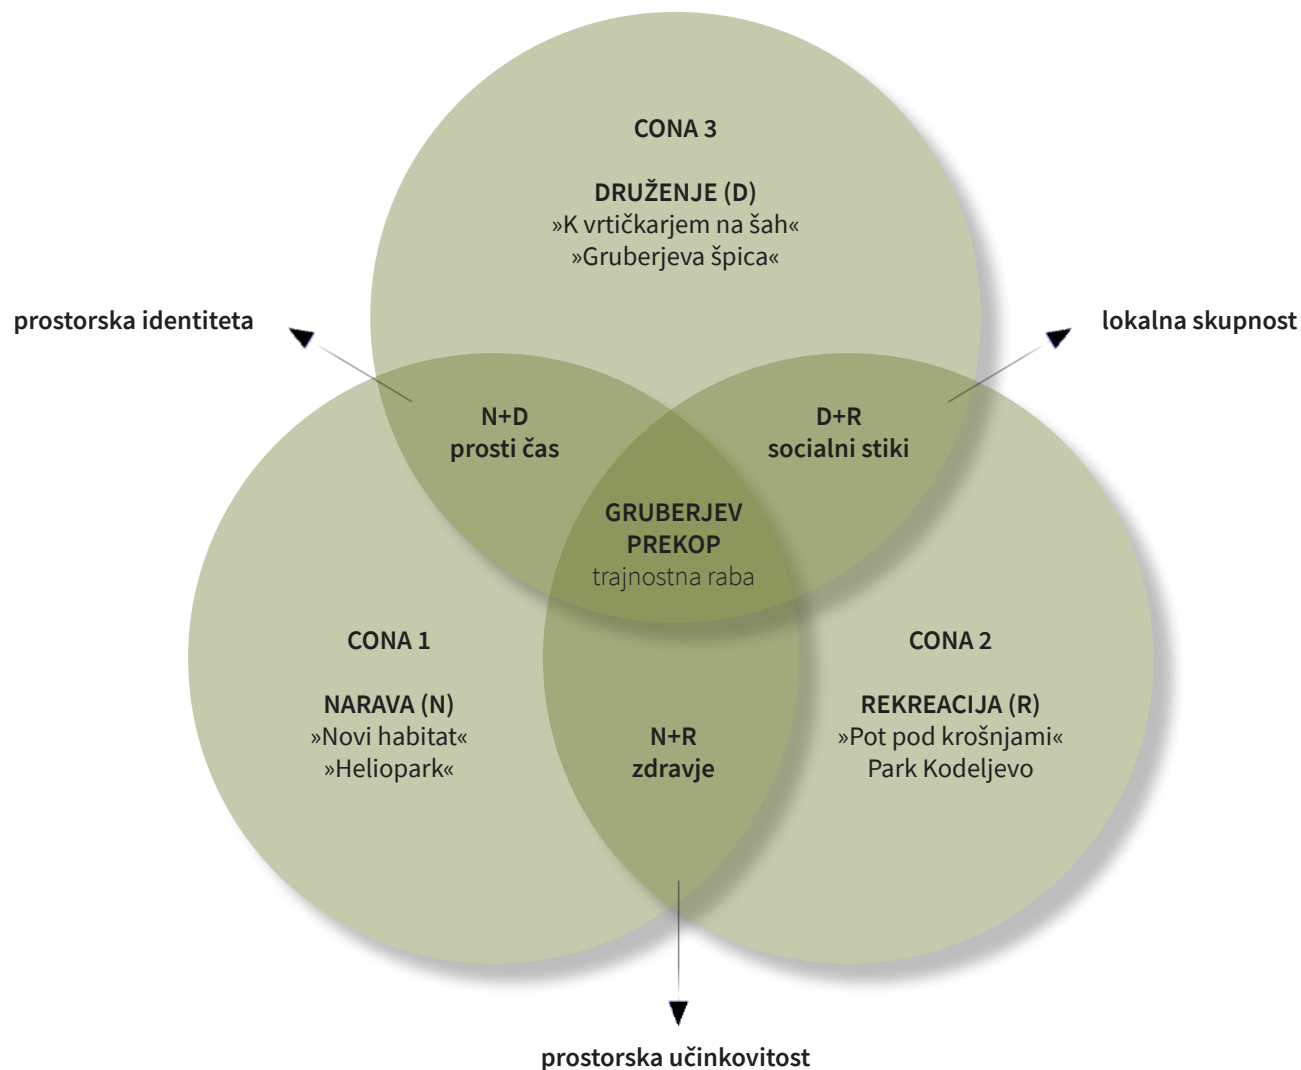 CONA 3
DRUŽENJE (D)
»K vrtičkarjem na šah«
»Gruberjeva špica«
prostorska identiteta
lokalna skupnost
N+D
prosti čas
D+R
socialni stiki
GRUBERJEV
PREKOP
trajnostna raba
CONA 1
NARAVA (N)
»Novi habitat«
»Heliopark«
CONA 2
REKREACIJA (R)
»Pot pod krošnjami«
Park Kodeljevo
N+R
zdravje
prostorska učinkovitost